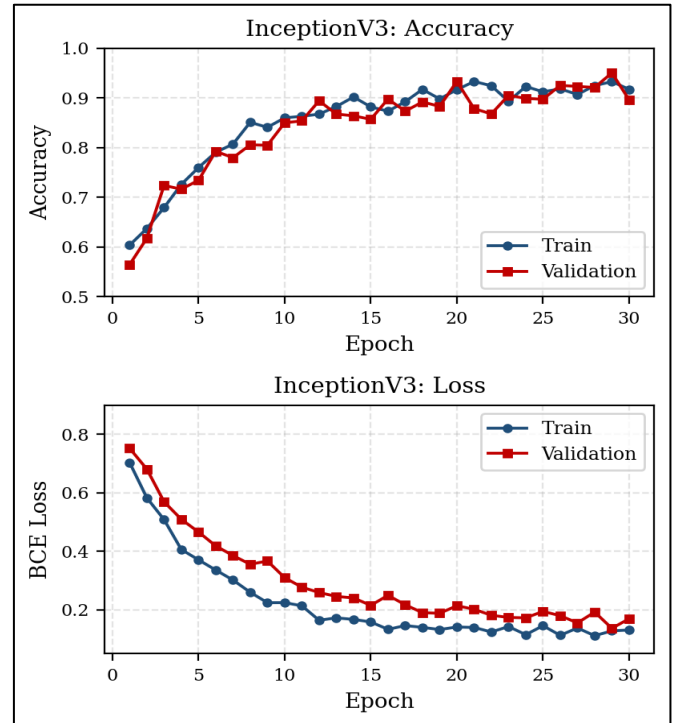 InceptionV3: Accuracy
1.0
0.9
0.8
0.7
0.6
0.5
Accuracy
Train
Validation
0 5 10 15 20 25 30
Epoch
InceptionV3: Loss
0.8
0.6
0.4
0.2
BCE Loss
Train
Validation
0 5 10 15 20 25 30
Epoch